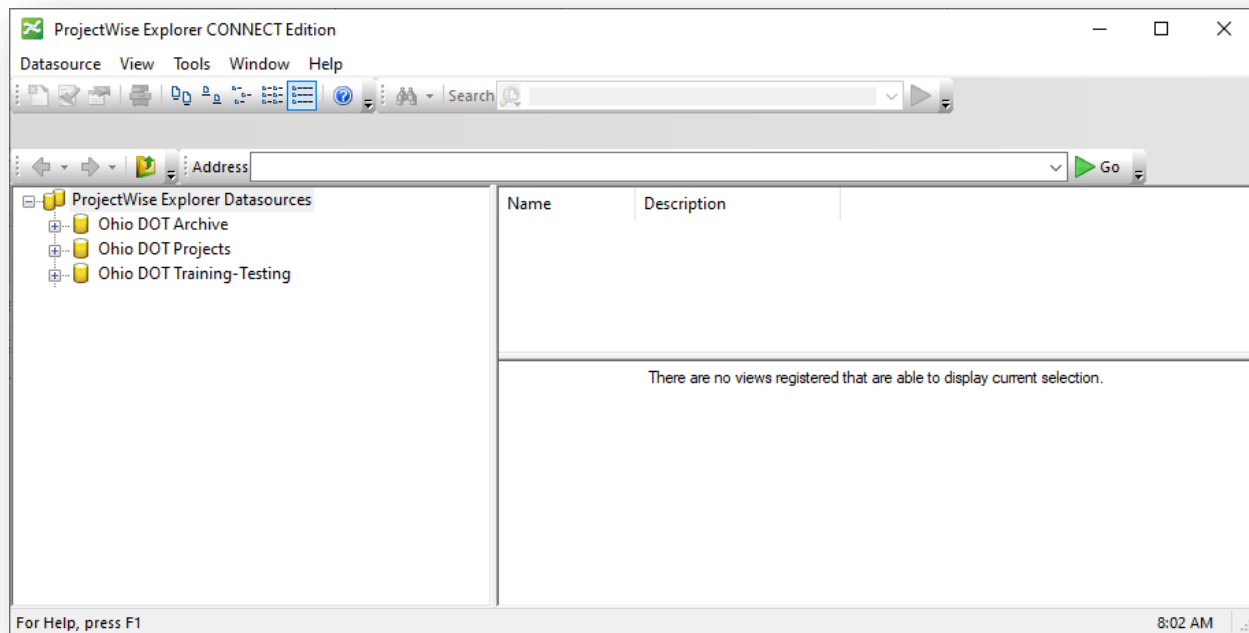 ProjectWise Explorer CONNECT Edition
Datasource View Tools Window Help
Search
Address Go
ProjectWise Explorer Datasources
Ohio DOT Archive
Ohio DOT Projects
Ohio DOT Training-Testing
Name Description
There are no views registered that are able to display current selection.
For Help, press F1 8:02 AM